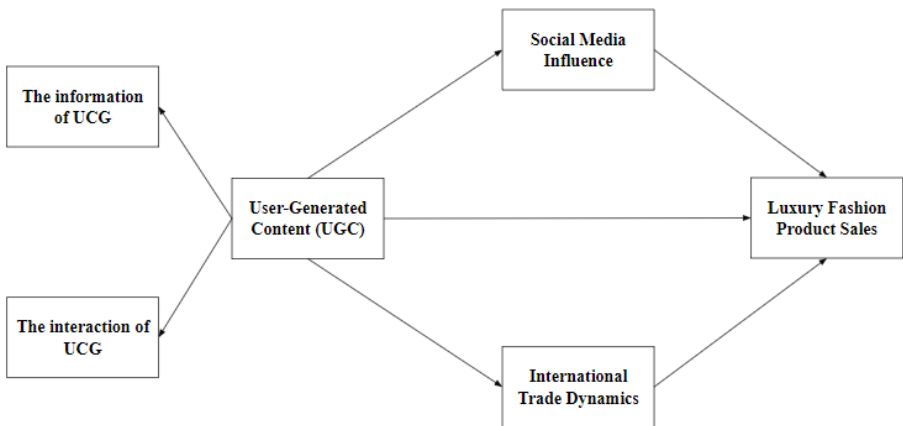 Social Media
Influence
The information
of UCG
User-Generated
Content (UGC)
Luxury Fashion
Product Sales
The interaction of
UCG
International
Trade Dynamics